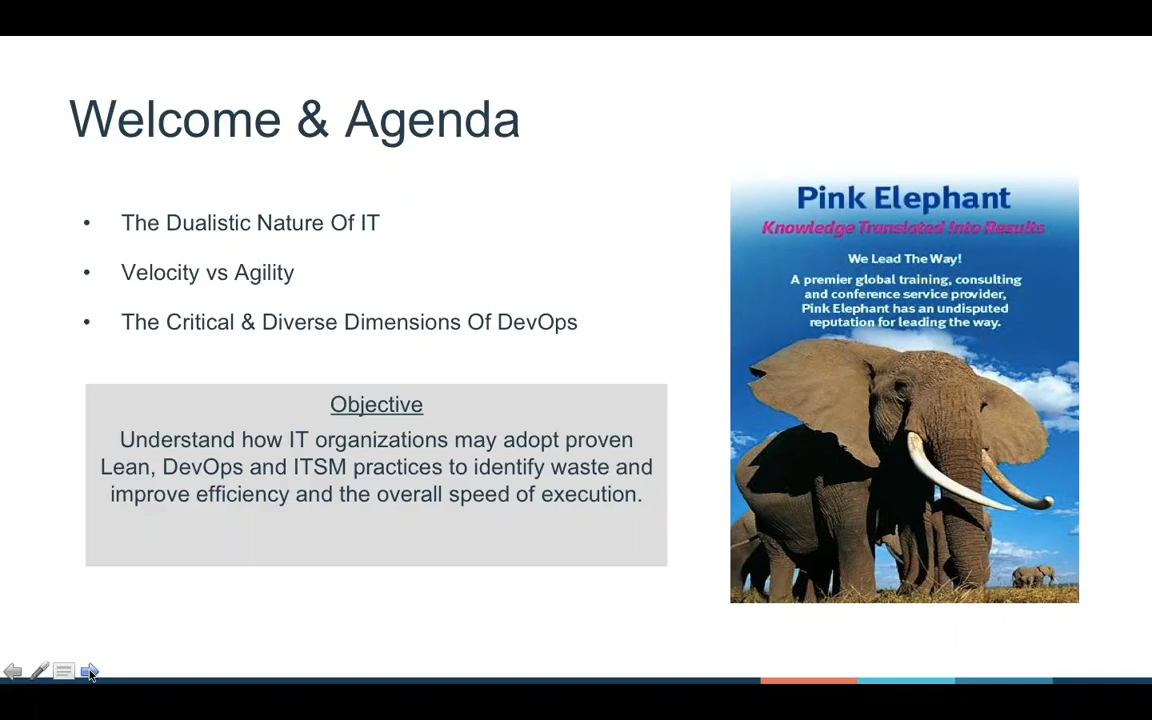 Welcome & Agenda
• The Dualistic Nature Of IT
• Velocity vs Agility
• The Critical & Diverse Dimensions Of DevOps
Objective
Understand how IT organizations may adopt proven
Lean, DevOps and ITSM practices to identify waste and
improve efficiency and the overall speed of execution.
Pink Elephant
Knowledge Translated Into Results
We Lead The Way!
A premier global training, consulting
and conference service provider,
Pink Elephant has an undisputed
reputation for leading the way.